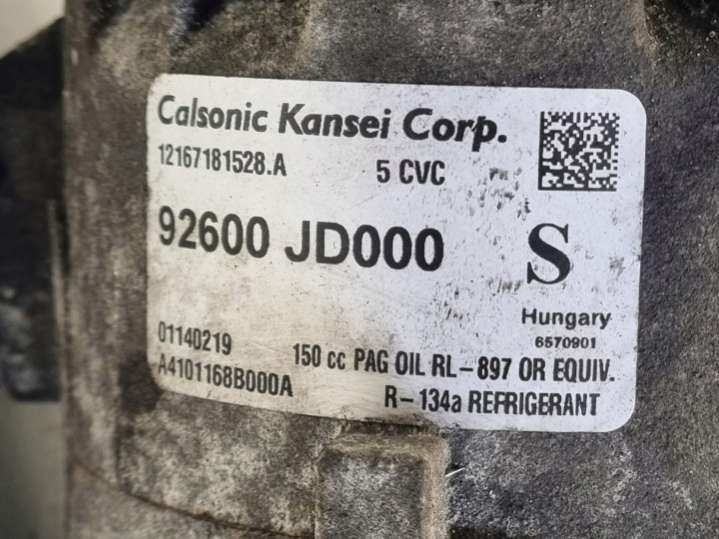 Calsonic Kansei Corp.
12167181528.A 5 CVC
92600 JD000 S
Hungary
6570901
01140219
150 cc PAG OIL RL-897 OR EQUIV.
A4101168B000A
R-134a REFRIGERANT